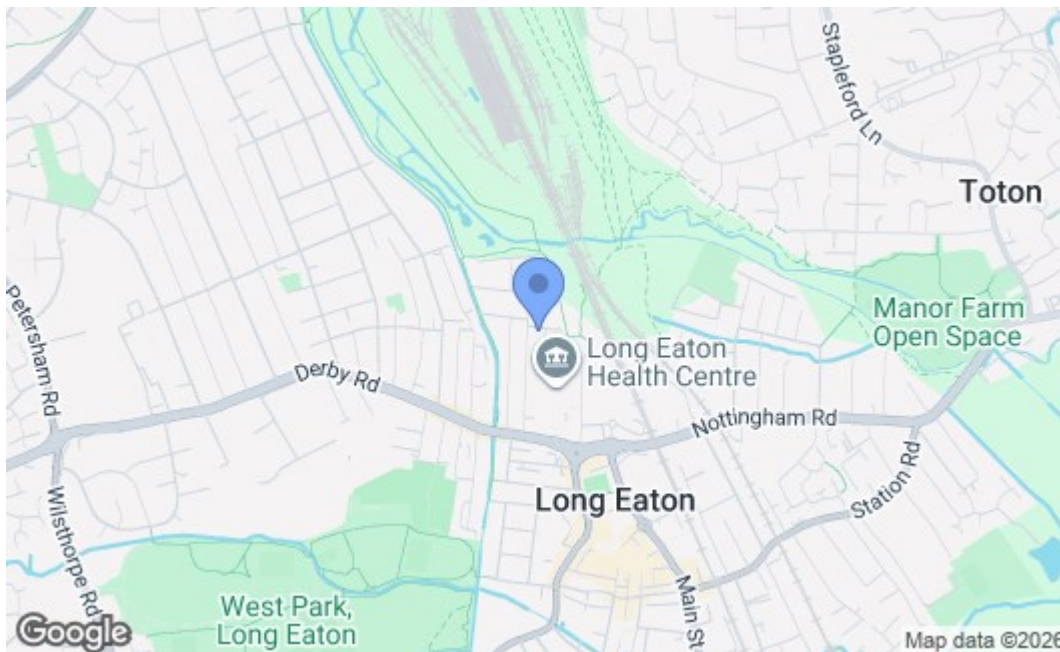 Stapleford Ln
Toton
Manor Farm
Open Space
Petersham Rd
Long Eaton
Health Centre
Derby Rd
Nottingham Rd
Long Eaton
Station Rd
Wilsthorpe Rd
Main St
West Park,
Long Eaton
Google
Map data ©2026